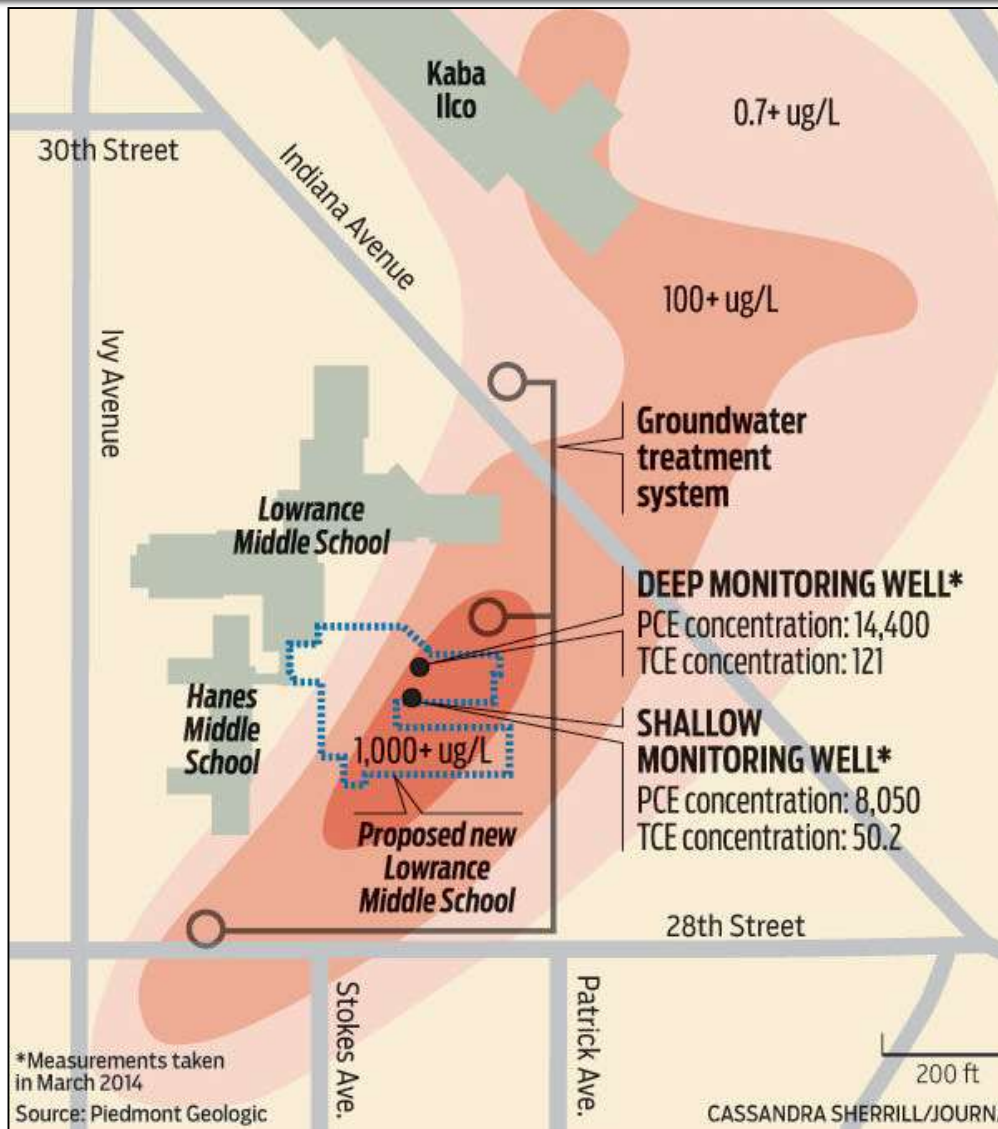 Kaba
Ilco
0.7+ ug/L
30th Street
Indiana Avenue
100+ ug/L
Ivy Avenue
Groundwater
treatment
system
Lowrance
Middle School
DEEP MONITORING WELL*
PCE concentration: 14,400
TCE concentration: 121
Hanes
Middle
School
SHALLOW
MONITORING WELL*
PCE concentration: 8,050
TCE concentration: 50.2
1,000+ ug/L
Proposed new
Lowrance
Middle School
28th Street
Stokes Ave.
Patrick Ave.
*Measurements taken
in March 2014
Source: Piedmont Geologic
200 ft
CASSANDRA SHERRILL/JOURNA